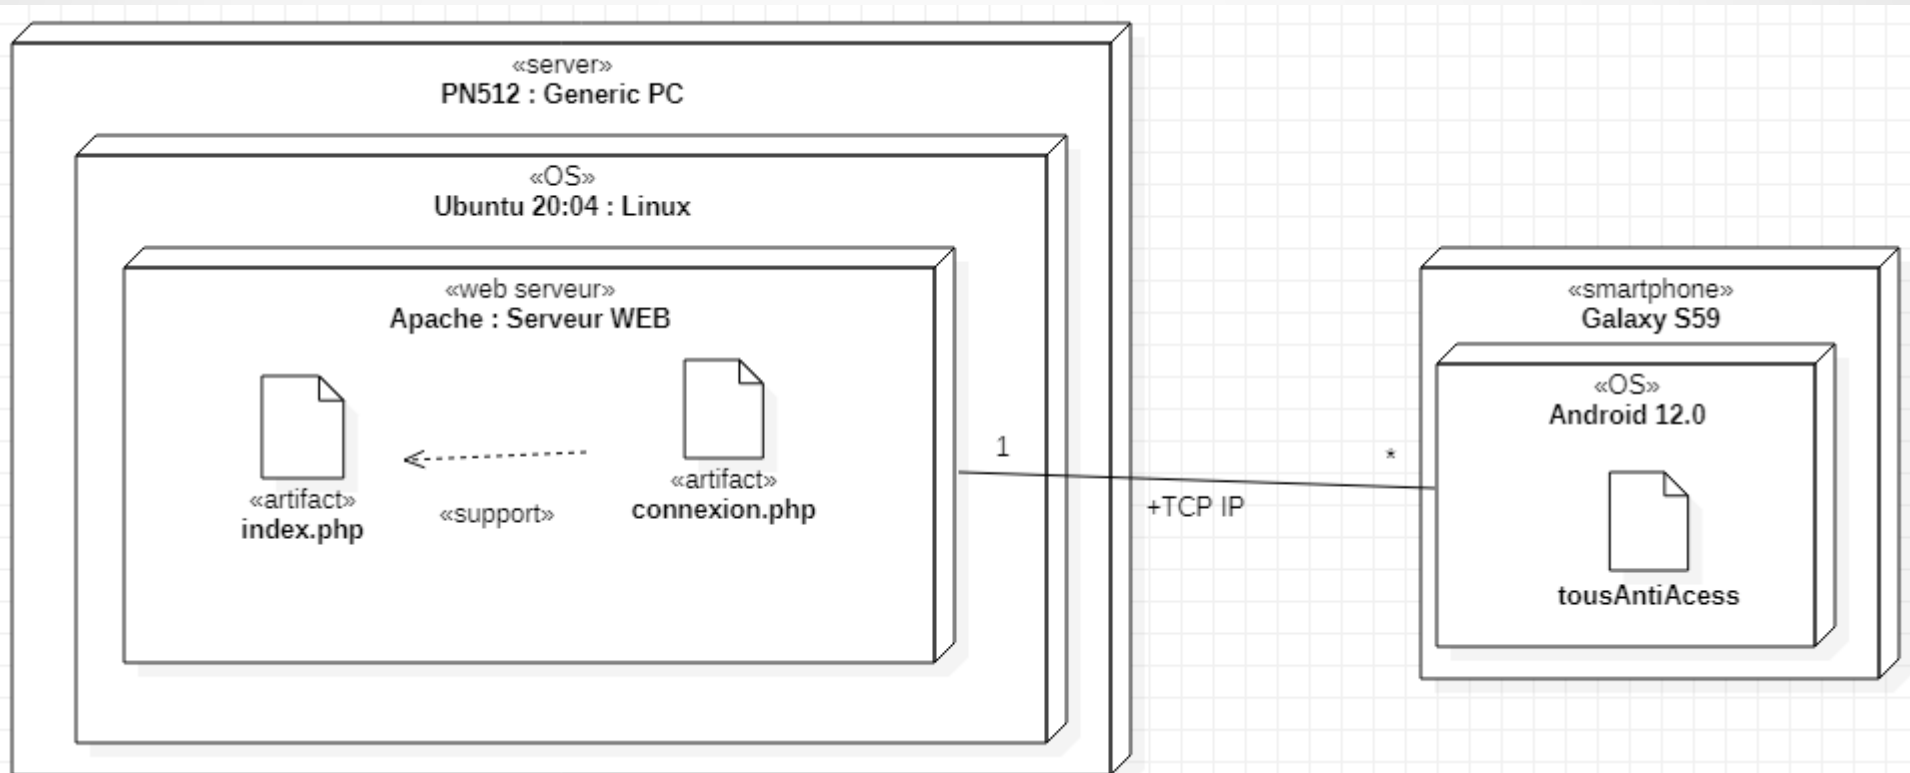 «server»
PN512 : Generic PC
«OS»
Ubuntu 20:04 : Linux
«web serveur»
Apache : Serveur WEB
«artifact»
index.php
«support»
«artifact»
connexion.php
1
+TCP IP
*
«smartphone»
Galaxy S59
«OS»
Android 12.0
tousAntiAcess